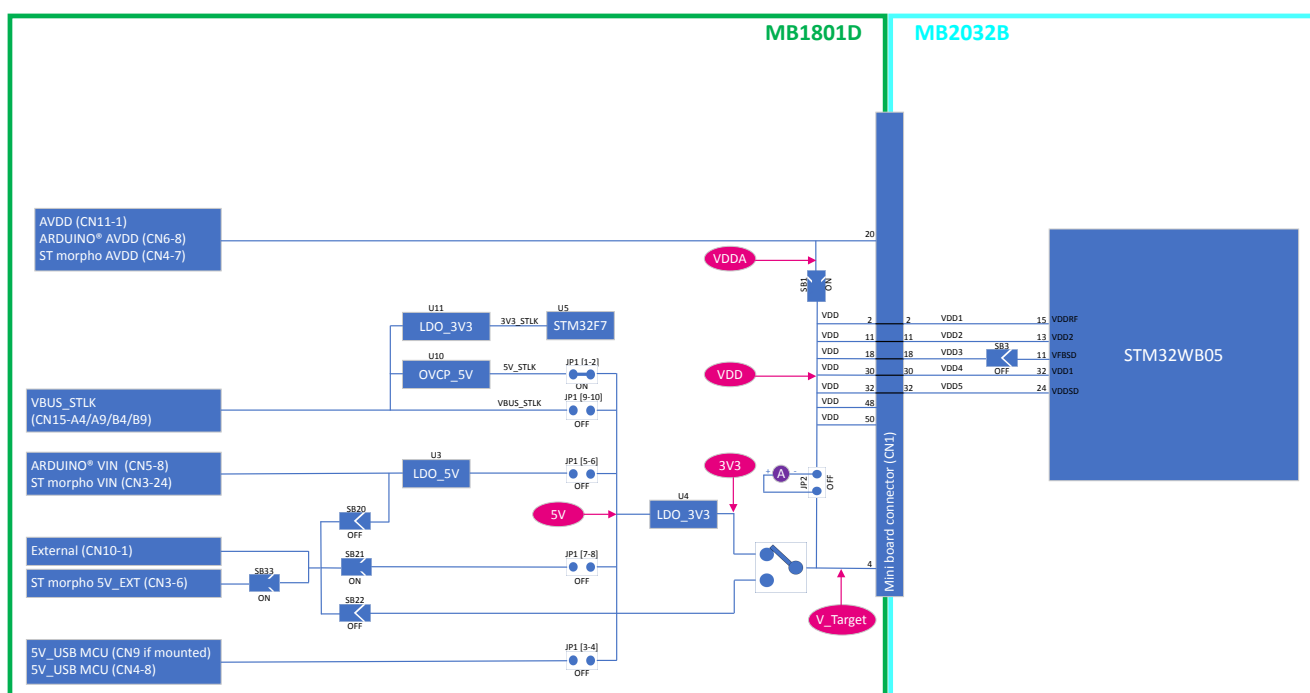 MB1801D
MB2032B
AVDD (CN11-1)
ARDUINO® AVDD (CN6-8)
ST morpho AVDD (CN4-7)
20
VDDA
SB1
ON
U11
LDO_3V3
3V3_STLK
U5
STM32F7
U10
OVCP_5V
5V_STLK
JP1 [1-2]
ON
VBUS_STLK
(CN15-A4/A9/B4/B9)
VBUS_STLK
JP1 [9-10]
OFF
VDD
2
2
VDD1
15
VDDRF
VDD
11
11
VDD2
13
VDD2
VDD
18
18
VDD3
SB3
OFF
11
VFBSD
VDD
VDD
30
30
VDD4
32
VDD1
VDD
32
32
VDD5
24
VDDSD
VDD
48
VDD
50
STM32WB05
Mini board connector (CN1)
ARDUINO® VIN (CN5-8)
ST morpho VIN (CN3-24)
U3
LDO_5V
JP1 [5-6]
OFF
3V3
+
A
-
JP2
OFF
SB20
OFF
5V
U4
LDO_3V3
External (CN10-1)
ST morpho 5V_EXT (CN3-6)
SB33
ON
SB21
ON
JP1 [7-8]
OFF
SB22
OFF
4
V_Target
5V_USB MCU (CN9 if mounted)
5V_USB MCU (CN4-8)
JP1 [3-4]
OFF